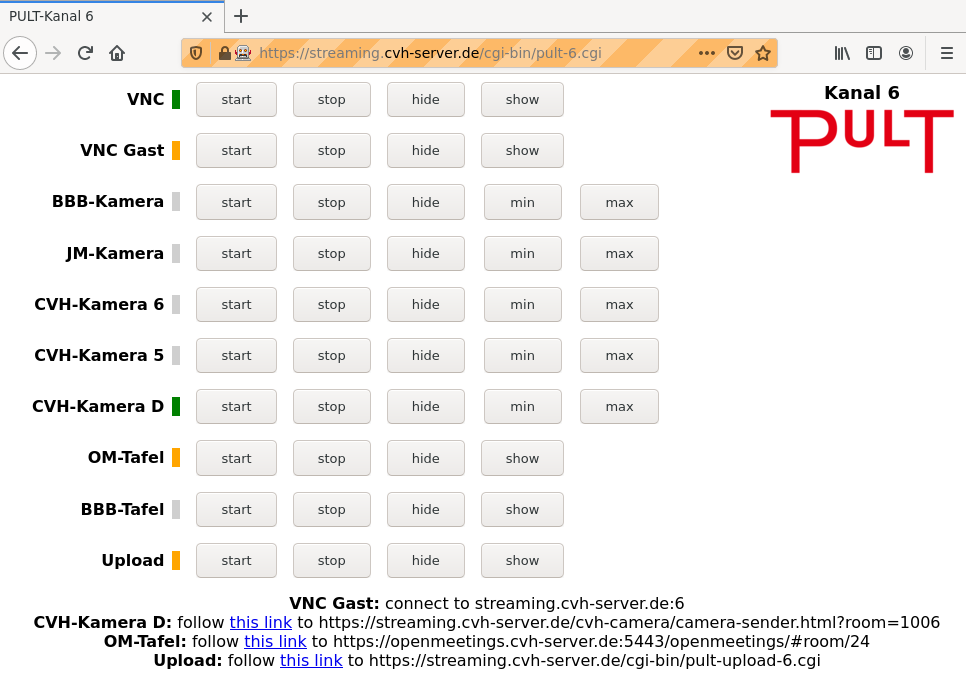 PULT-Kanal 6
https://streaming.cvh-server.de/cgi-bin/pult-6.cgi
Kanal 6
PULT
VNC start stop hide show
VNC Gast start stop hide show
BBB-Kamera start stop hide min max
JM-Kamera start stop hide min max
CVH-Kamera 6 start stop hide min max
CVH-Kamera 5 start stop hide min max
CVH-Kamera D start stop hide min max
OM-Tafel start stop hide show
BBB-Tafel start stop hide show
Upload start stop hide show
VNC Gast: connect to streaming.cvh-server.de:6
CVH-Kamera D: follow this link to https://streaming.cvh-server.de/cvh-camera/camera-sender.html?room=1006
OM-Tafel: follow this link to https://openmeetings.cvh-server.de:5443/openmeetings/#room/24
Upload: follow this link to https://streaming.cvh-server.de/cgi-bin/pult-upload-6.cgi